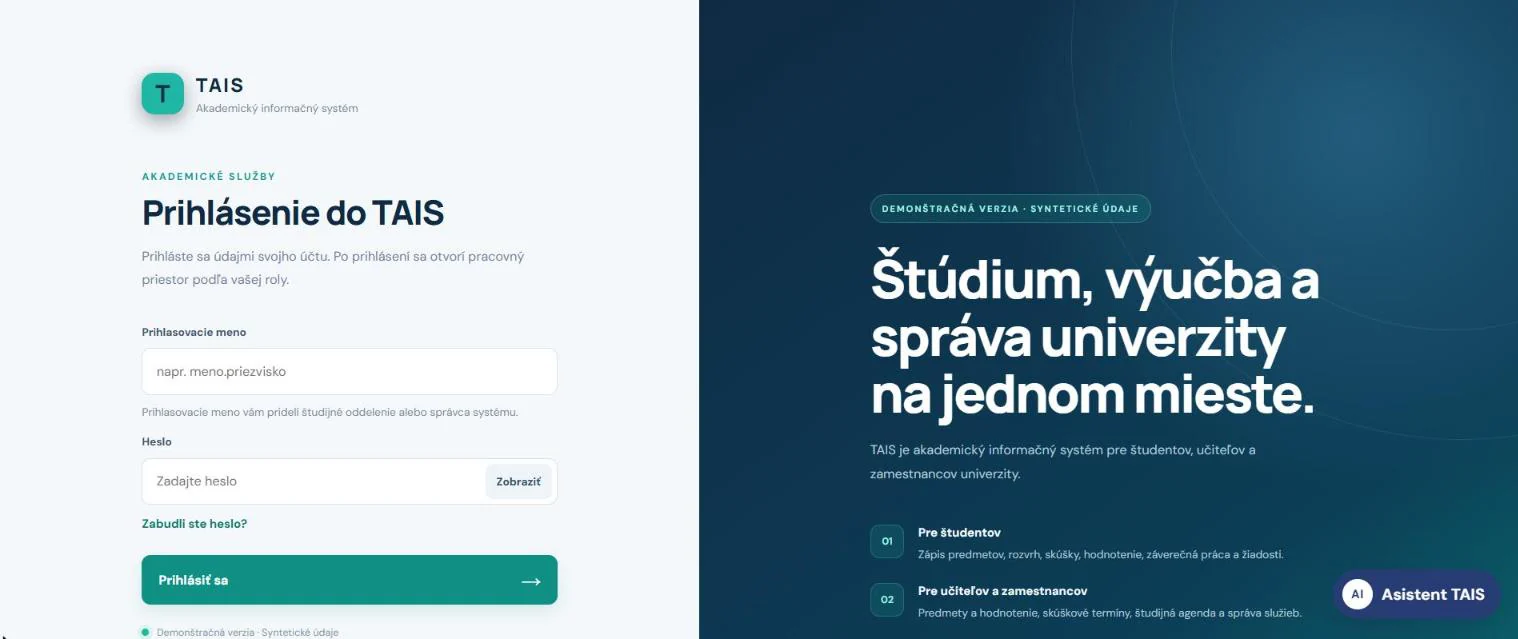 T
TAIS
Akademický informačný systém
AKADEMICKÉ SLUŽBY
Prihlásenie do TAIS
Prihláste sa údajmi svojho účtu. Po prihlásení sa otvorí pracovný
priestor podľa vašej roly.
Prihlasovacie meno
napr. meno.priezvisko
Prihlasovacie meno vám pridelí študijné oddelenie alebo správca systému.
Heslo
Zadajte heslo
Zobraziť
Zabudli ste heslo?
Prihlásiť sa →
Demonštračná verzia · Syntetické údaje
DEMONŠTRAČNÁ VERZIA · SYNTETICKÉ ÚDAJE
Štúdium, výučba a
správa univerzity
na jednom mieste.
TAIS je akademický informačný systém pre študentov, učiteľov a
zamestnancov univerzity.
01
Pre študentov
Zápis predmetov, rozvrh, skúšky, hodnotenie, záverečná práca a žiadosti.
02
Pre učiteľov a zamestnancov
Predmety a hodnotenie, skúškové termíny, študijná agenda a správa služieb.
AI Asistent TAIS